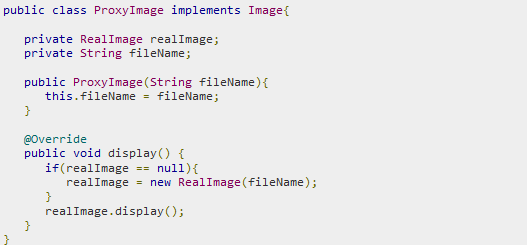 public class ProxyImage implements Image{
private RealImage realImage;
private String fileName;
public ProxyImage(String fileName){
this.fileName = fileName;
}
@Override
public void display() {
if(realImage == null){
realImage = new RealImage(fileName);
}
realImage.display();
}
}